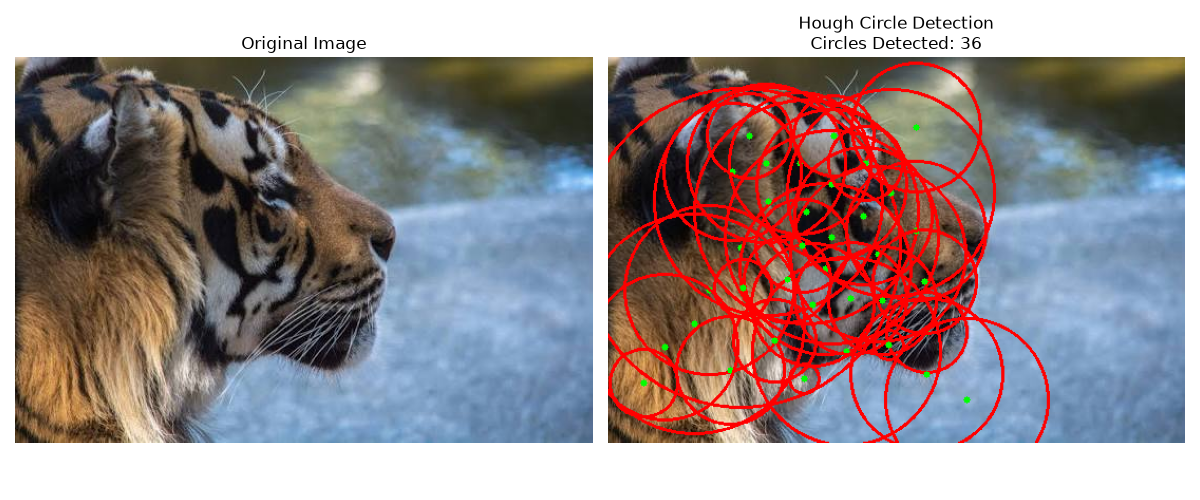 Original Image
Hough Circle Detection
Circles Detected: 36